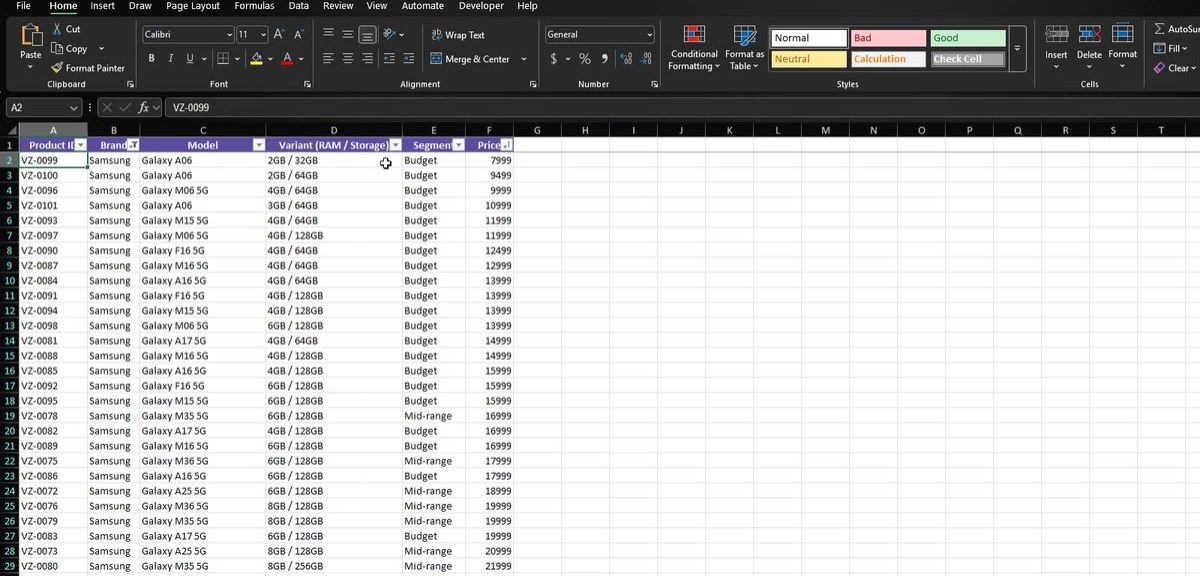 File Home Insert Draw Page Layout Formulas Data Review View Automate Developer Help
Paste Cut Calibri 11 A A Wrap Text General Conditional Formatting Format as Table Normal Bad Good Insert Delete Format AutoSu
Copy Neutral Calculation Check Cell Fill
Format Painter B I U A Merge & Center $ % 9 Clear
Clipboard Font Alignment Number Styles Cells
A2 fx VZ-0099
A B C D E F G H I J K L M N O P Q R S T
1 Product ID Brand Model Variant (RAM / Storage) Segment Price
2 VZ-0099 Samsung Galaxy A06 2GB / 32GB Budget 7999
3 VZ-0100 Samsung Galaxy A06 2GB / 64GB Budget 9499
4 VZ-0096 Samsung Galaxy M06 5G 4GB / 64GB Budget 9999
5 VZ-0101 Samsung Galaxy A06 3GB / 64GB Budget 10999
6 VZ-0093 Samsung Galaxy M15 5G 4GB / 64GB Budget 11999
7 VZ-0097 Samsung Galaxy M06 5G 4GB / 128GB Budget 11999
8 VZ-0090 Samsung Galaxy F16 5G 4GB / 64GB Budget 12499
9 VZ-0087 Samsung Galaxy M16 5G 4GB / 64GB Budget 12999
10 VZ-0084 Samsung Galaxy A16 5G 4GB / 64GB Budget 13999
11 VZ-0091 Samsung Galaxy F16 5G 4GB / 128GB Budget 13999
12 VZ-0094 Samsung Galaxy M15 5G 4GB / 128GB Budget 13999
13 VZ-0098 Samsung Galaxy M06 5G 6GB / 128GB Budget 13999
14 VZ-0081 Samsung Galaxy A17 5G 4GB / 64GB Budget 14999
15 VZ-0088 Samsung Galaxy M16 5G 4GB / 128GB Budget 14999
16 VZ-0085 Samsung Galaxy A16 5G 4GB / 128GB Budget 15999
17 VZ-0092 Samsung Galaxy F16 5G 6GB / 128GB Budget 15999
18 VZ-0095 Samsung Galaxy M15 5G 6GB / 128GB Budget 15999
19 VZ-0078 Samsung Galaxy M35 5G 6GB / 128GB Mid-range 16999
20 VZ-0082 Samsung Galaxy A17 5G 4GB / 128GB Budget 16999
21 VZ-0089 Samsung Galaxy M16 5G 6GB / 128GB Budget 16999
22 VZ-0075 Samsung Galaxy M36 5G 6GB / 128GB Mid-range 17999
23 VZ-0086 Samsung Galaxy A16 5G 6GB / 128GB Budget 17999
24 VZ-0072 Samsung Galaxy A25 5G 6GB / 128GB Mid-range 18999
25 VZ-0076 Samsung Galaxy M36 5G 8GB / 128GB Mid-range 19999
26 VZ-0079 Samsung Galaxy M35 5G 8GB / 128GB Mid-range 19999
27 VZ-0083 Samsung Galaxy A17 5G 6GB / 128GB Budget 19999
28 VZ-0073 Samsung Galaxy A25 5G 8GB / 128GB Mid-range 20999
29 VZ-0080 Samsung Galaxy M35 5G 8GB / 256GB Mid-range 21999